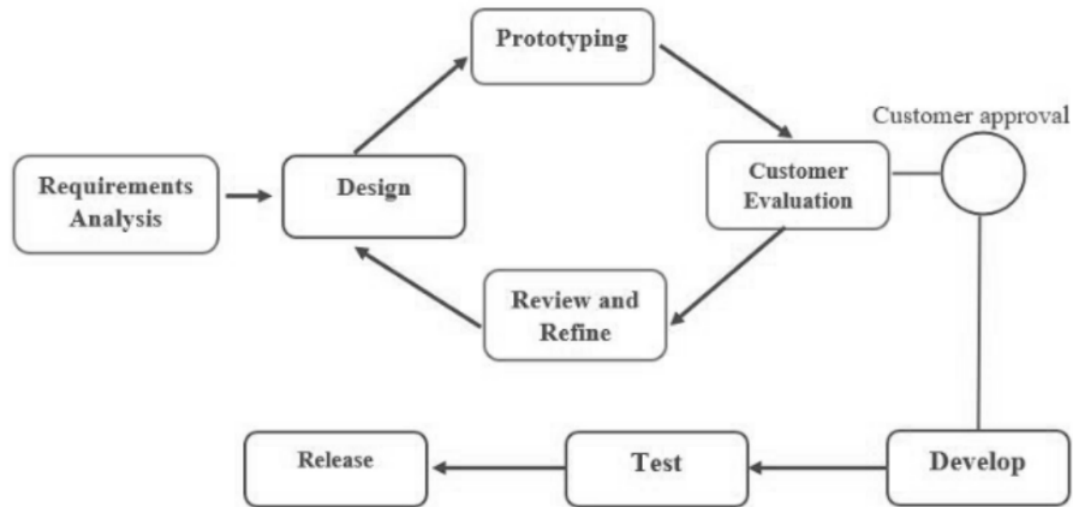 Prototyping
Customer approval
Requirements
Analysis
Design
Customer
Evaluation
Review and
Refine
Release
Test
Develop